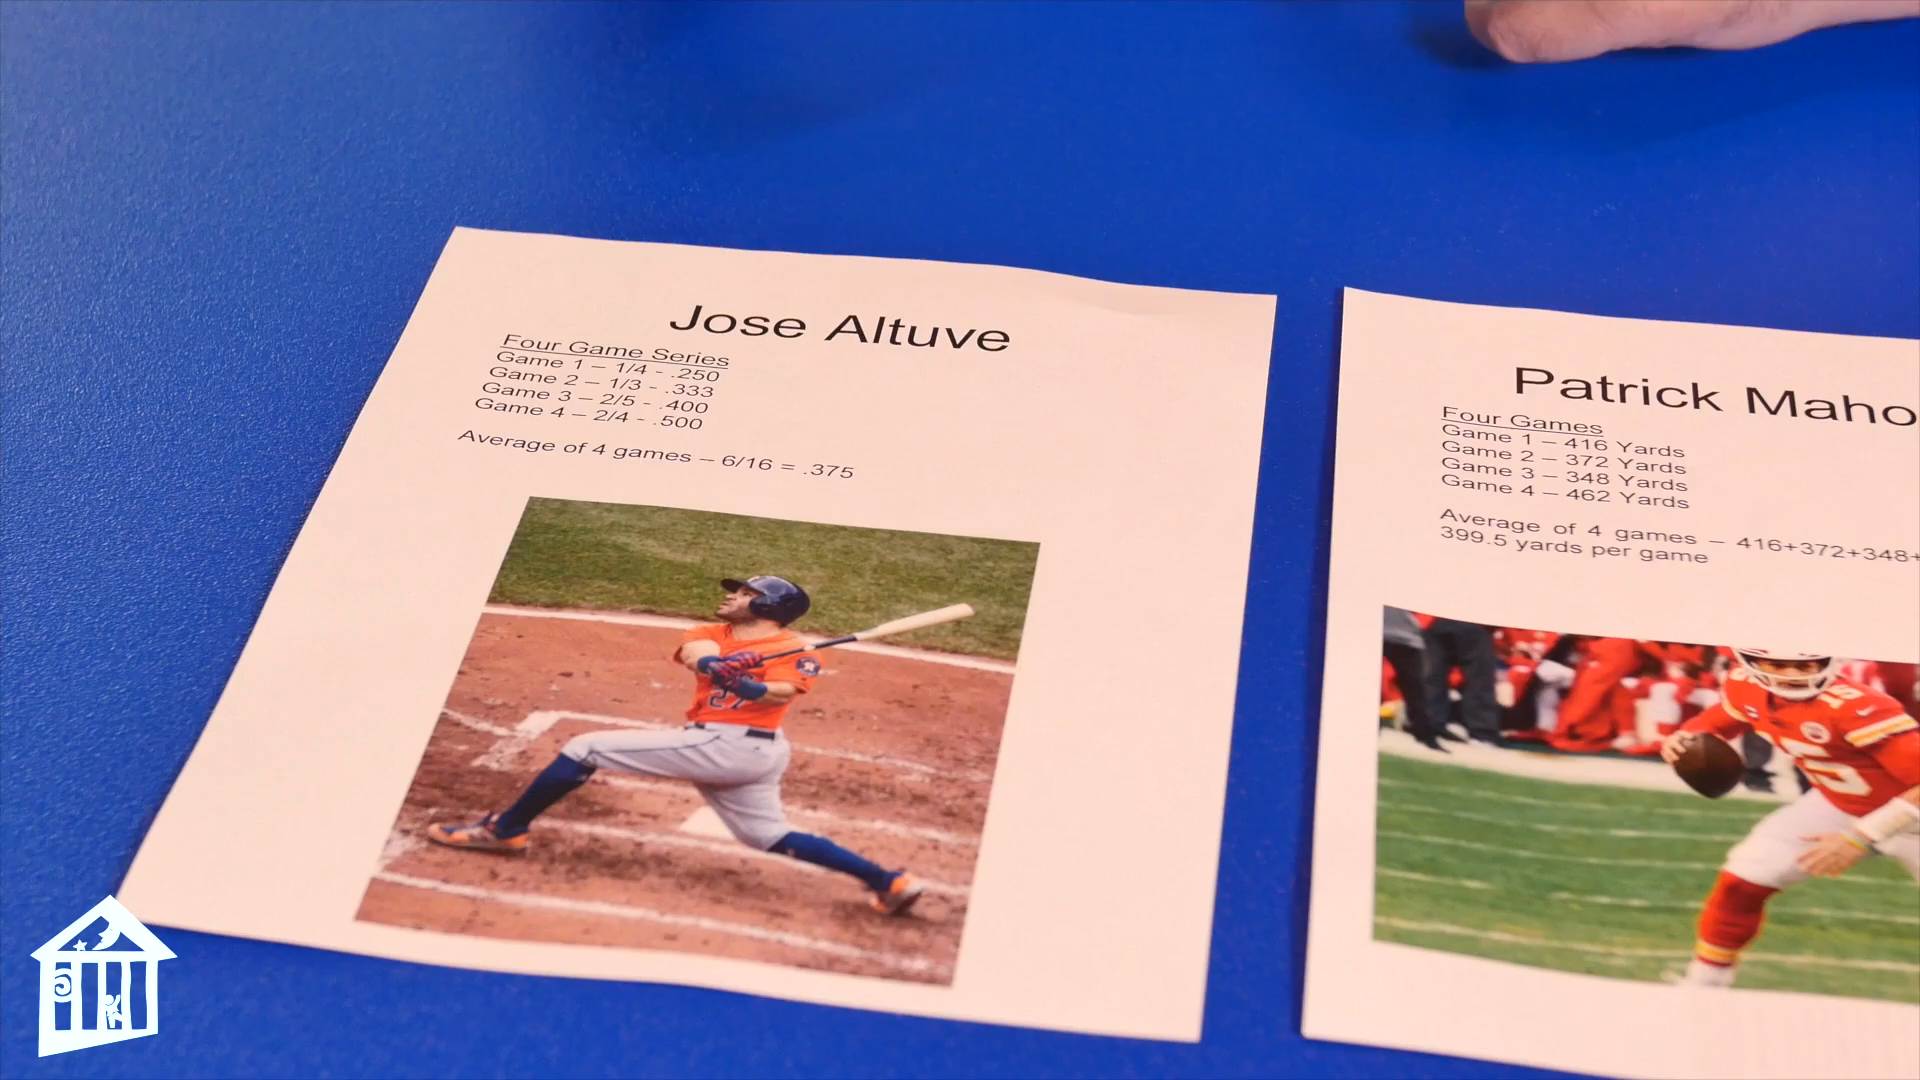 Jose Altuve
Four Game Series
Game 1 – 1/4 - .250
Game 2 – 1/3 - .333
Game 3 – 2/5 - .400
Game 4 – 2/4 - .500
Average of 4 games – 6/16 = .375
27
Patrick Maho
Four Games
Game 1 – 416 Yards
Game 2 – 372 Yards
Game 3 – 348 Yards
Game 4 – 462 Yards
Average of 4 games – 416+372+348+
399.5 yards per game
15
15